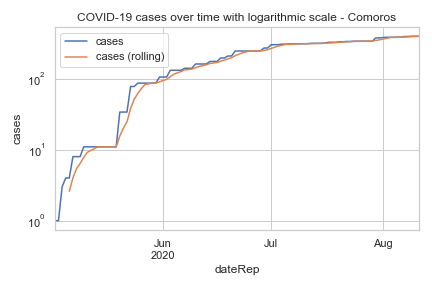 COVID-19 cases over time with logarithmic scale - Comoros
cases
cases (rolling)
10²
10¹
10⁰
cases
Jun
2020
Jul
Aug
dateRep